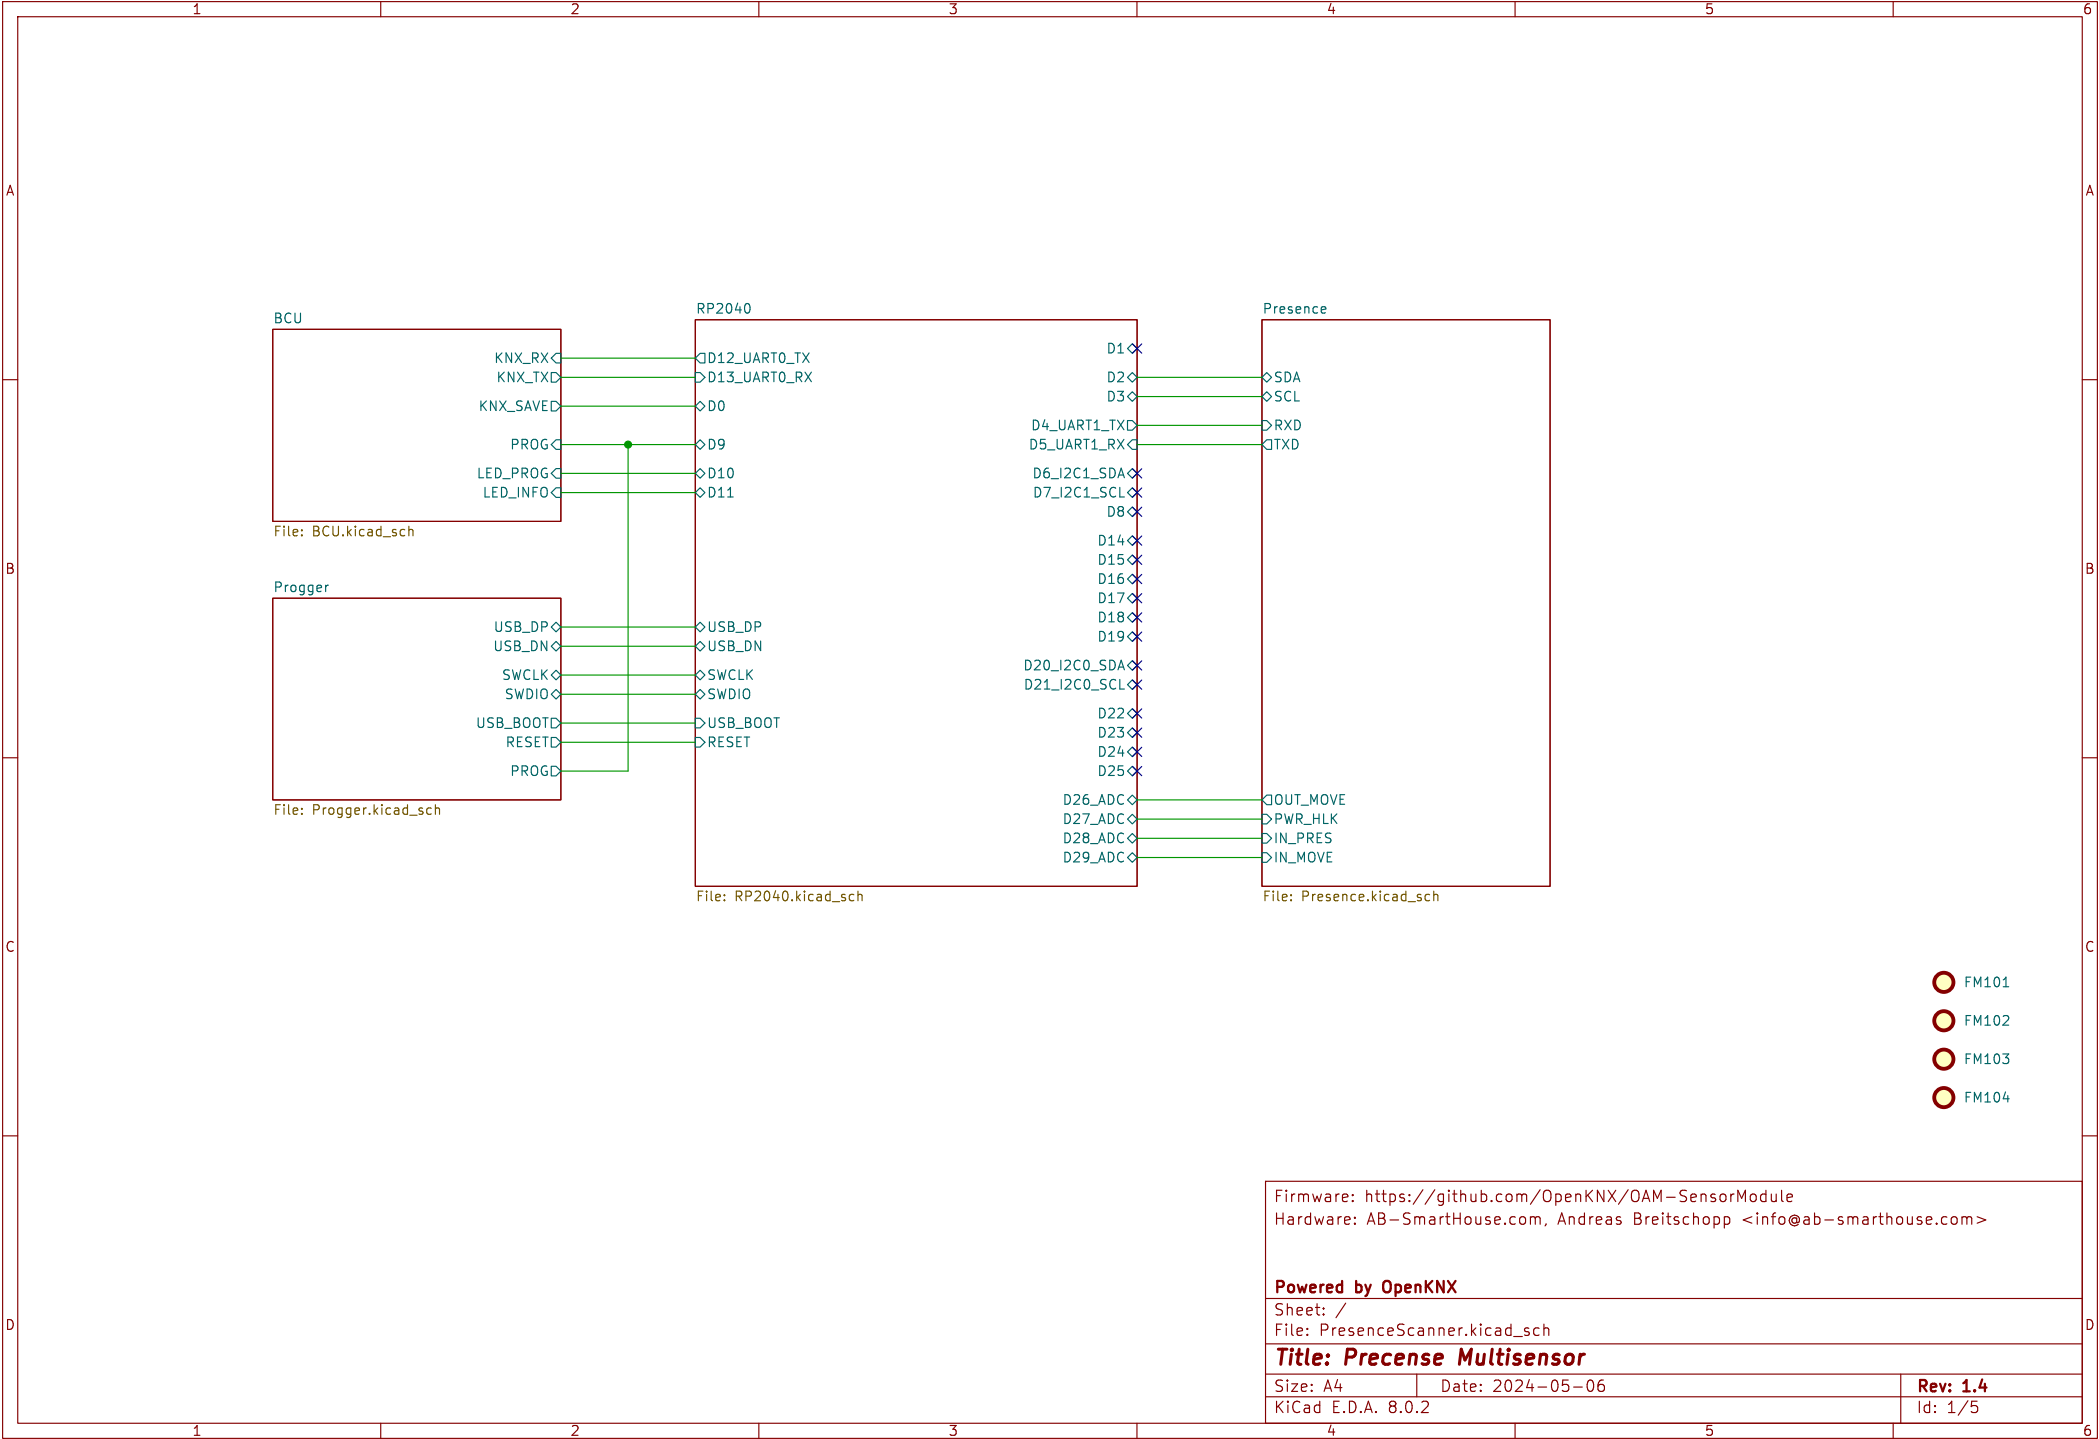 1 2 3 4 5 6
A A
B B
C C
D D
BCU
KNX_RX
KNX_TX
KNX_SAVE
PROG
LED_PROG
LED_INFO
File: BCU.kicad_sch
Progger
USB_DP
USB_DN
SWCLK
SWDIO
USB_BOOT
RESET
PROG
File: Progger.kicad_sch
RP2040
D12_UART0_TX
D13_UART0_RX
D0
D9
D10
D11
USB_DP
USB_DN
SWCLK
SWDIO
USB_BOOT
RESET
D1
D2
D3
D4_UART1_TX
D5_UART1_RX
D6_I2C1_SDA
D7_I2C1_SCL
D8
D14
D15
D16
D17
D18
D19
D20_I2C0_SDA
D21_I2C0_SCL
D22
D23
D24
D25
D26_ADC
D27_ADC
D28_ADC
D29_ADC
File: RP2040.kicad_sch
Presence
SDA
SCL
RXD
TXD
OUT_MOVE
PWR_HLK
IN_PRES
IN_MOVE
File: Presence.kicad_sch
FM101
FM102
FM103
FM104
Firmware: https://github.com/OpenKNX/OAM-SensorModule
Hardware: AB-SmartHouse.com, Andreas Breitschopp <info@ab-smarthouse.com>
Powered by OpenKNX
Sheet: /
File: PresenceScanner.kicad_sch
Title: Precense Multisensor
Size: A4 Date: 2024-05-06 Rev: 1.4
KiCad E.D.A. 8.0.2 Id: 1/5
1 2 3 4 5 6